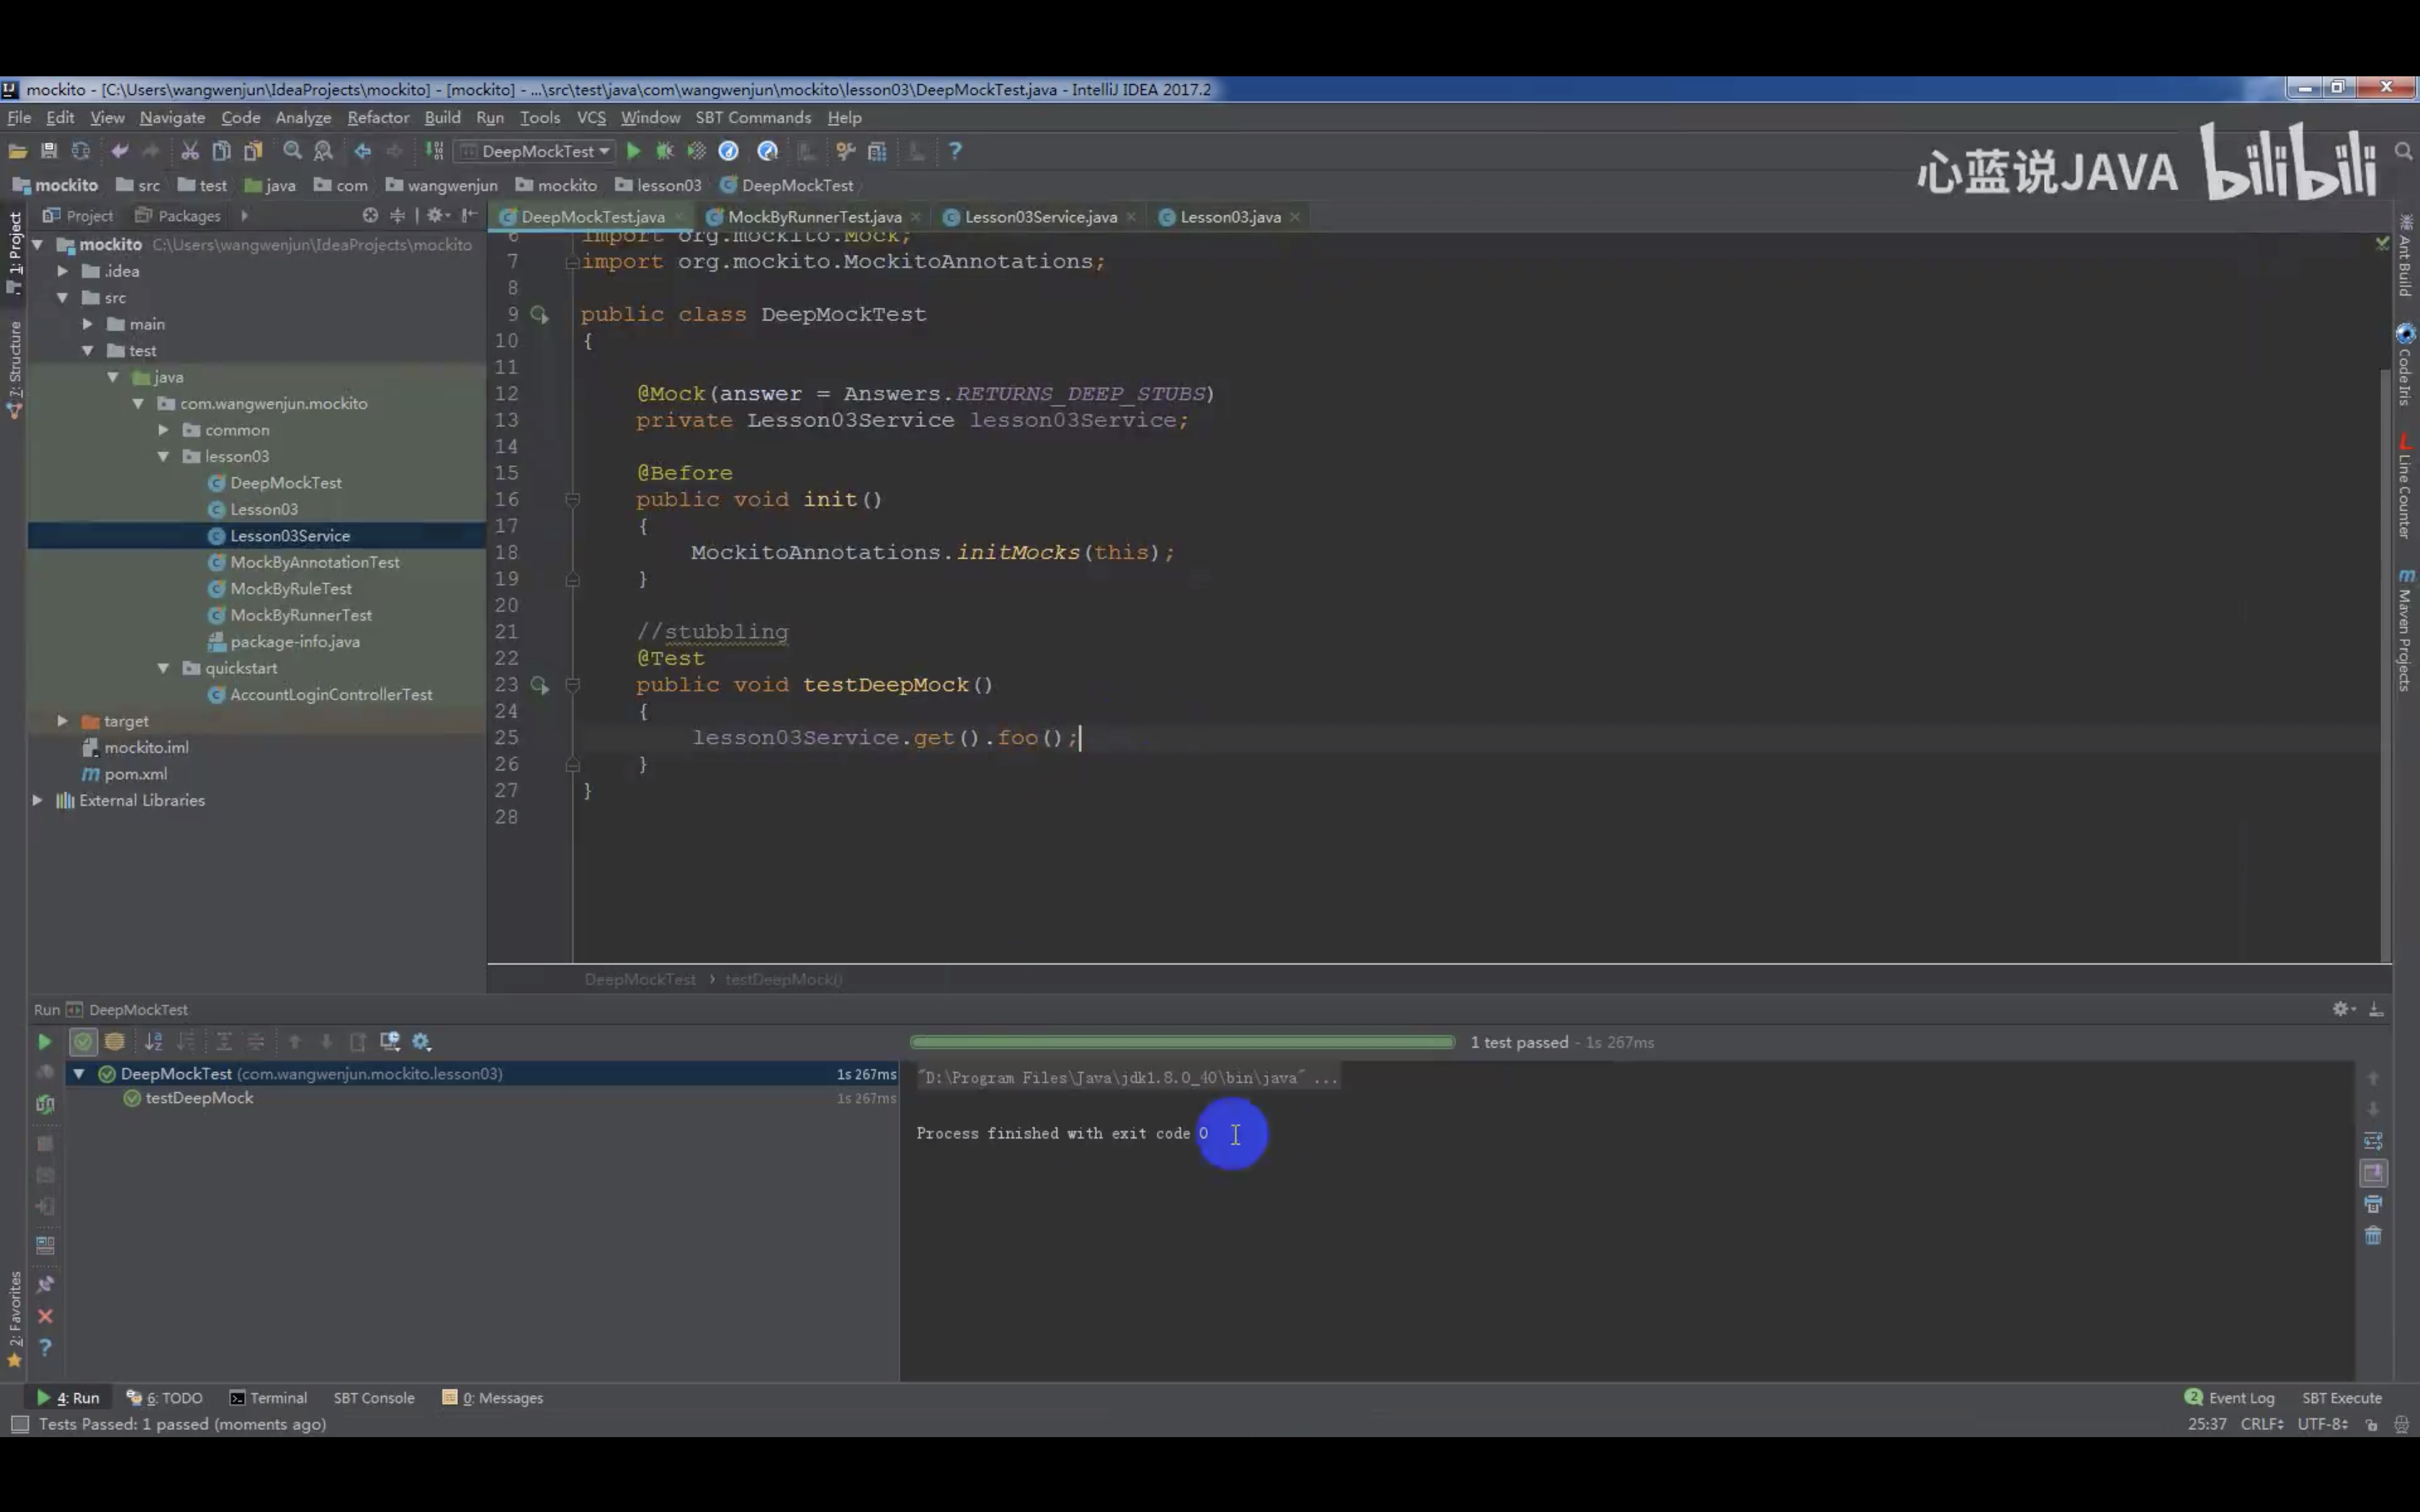 mockito - [C:\Users\wangwenjun\IdeaProjects\mockito] - [mockito] - ...\src\test\java\com\wangwenjun\mockito\lesson03\DeepMockTest.java - IntelliJ IDEA 2017.2
File Edit View Navigate Code Analyze Refactor Build Run Tools VCS Window SBT Commands Help
DeepMockTest
心蓝说JAVA bilibili
mockito src test java com wangwenjun mockito lesson03 DeepMockTest
Project Packages
DeepMockTest.java MockByRunnerTest.java Lesson03Service.java Lesson03.java
1: Project
7: Structure
2: Favorites
mockito C:\Users\wangwenjun\IdeaProjects\mockito
.idea
src
main
test
java
com.wangwenjun.mockito
common
lesson03
DeepMockTest
Lesson03
Lesson03Service
MockByAnnotationTest
MockByRuleTest
MockByRunnerTest
package-info.java
quickstart
AccountLoginControllerTest
target
mockito.iml
pom.xml
External Libraries
6 import org.mockito.Mock;
7 import org.mockito.MockitoAnnotations;
8
9 public class DeepMockTest
10 {
11
12 @Mock(answer = Answers.RETURNS_DEEP_STUBS)
13 private Lesson03Service lesson03Service;
14
15 @Before
16 public void init()
17 {
18 MockitoAnnotations.initMocks(this);
19 }
20
21 //stubbling
22 @Test
23 public void testDeepMock()
24 {
25 lesson03Service.get().foo();
26 }
27 }
28
DeepMockTest › testDeepMock()
Ant Build
Code Iris
Line Counter
Maven Projects
Run DeepMockTest
1 test passed - 1s 267ms
DeepMockTest (com.wangwenjun.mockito.lesson03) 1s 267ms
testDeepMock 1s 267ms
"D:\Program Files\Java\jdk1.8.0_40\bin\java" ...
Process finished with exit code 0
4: Run 6: TODO Terminal SBT Console 0: Messages
2 Event Log SBT Execute
Tests Passed: 1 passed (moments ago)
25:37 CRLF UTF-8